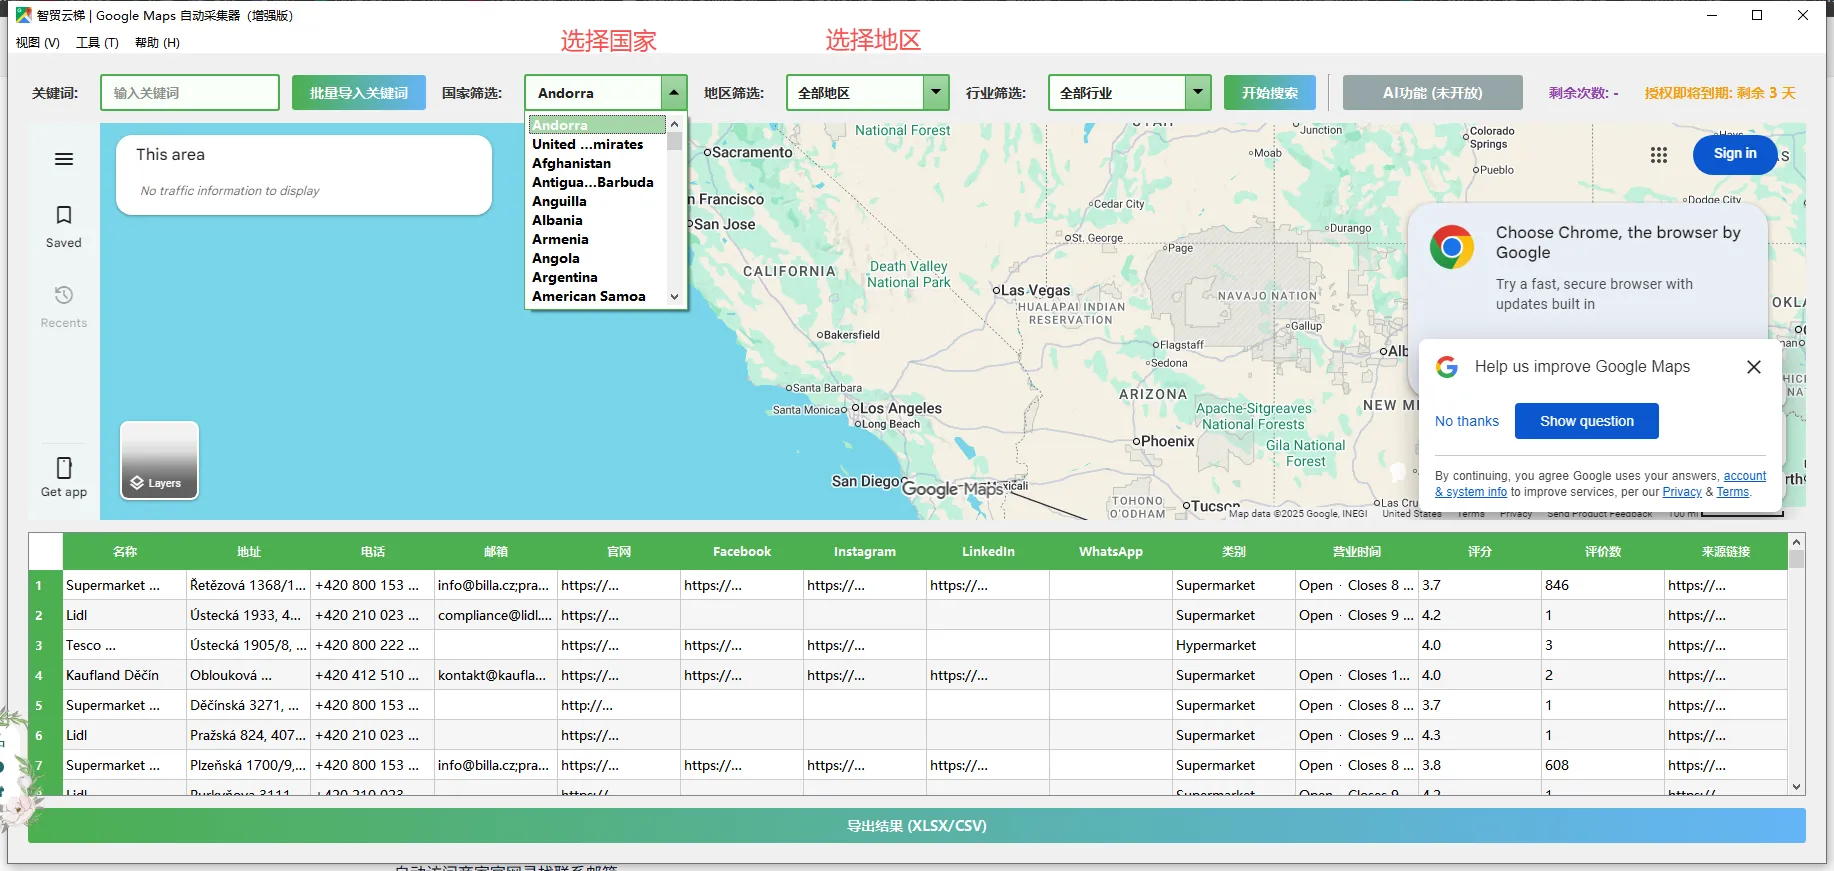 智贸云梯 | Google Maps 自动采集器（增强版）
视图 (V) 工具 (T) 帮助 (H)
选择国家 选择地区
关键词: 输入关键词 批量导入关键词 国家筛选: Andorra 地区筛选: 全部地区 行业筛选: 全部行业 开始搜索 AI功能 (未开放) 剩余次数: - 授权即将到期: 剩余 3 天
Andorra
United ...mirates
Afghanistan
Antigua...Barbuda
Anguilla
Albania
Armenia
Angola
Argentina
American Samoa
This area
No traffic information to display
Saved
Recents
Get app
Layers
National Forest
UTAH
Junction
Colorado Springs
Sacramento
Moab
Pueblo
Sign in
n Francisco
San Jose
Cedar City
Dodge City
St. George
Page
Durango
CALIFORNIA
Death Valley National Park
Las Vegas
HUALAPAI INDIAN RESERVATION
NAVAJO NATION
Gallup
Bakersfield
Flagstaff
Sedona
Alb
Santa Barbara
Santa Monica
Los Angeles
Long Beach
ARIZONA
Apache-Sitgreaves National Forests
NEW M
Phoenix
Gila National Forest
San Diego
Mexicali
TOHONO O'ODHAM
Tucson
Las Cru
OKLA
Google Maps
Choose Chrome, the browser by Google
Try a fast, secure browser with updates built in
Help us improve Google Maps
No thanks Show question
By continuing, you agree Google uses your answers, account
& system info to improve services, per our Privacy & Terms.
Map data ©2025 Google, INEGI United States Terms Privacy Send Product Feedback 100 mi
名称 地址 电话 邮箱 官网 Facebook Instagram LinkedIn WhatsApp 类别 营业时间 评分 评价数 来源链接
1 Supermarket ... Řetězová 1368/1... +420 800 153 ... info@billa.cz;pra... https://... https://... https://... https://... Supermarket Open · Closes 8 ... 3.7 846 https://...
2 Lidl Ústecká 1933, 4... +420 210 023 ... compliance@lidl.... https://... Supermarket Open · Closes 9 ... 4.2 1 https://...
3 Tesco ... Ústecká 1905/8, ... +420 800 222 ... https://... https://... https://... Hypermarket 4.0 3 https://...
4 Kaufland Děčín Oblouková ... +420 412 510 ... kontakt@kaufla... https://... https://... https://... https://... Supermarket Open · Closes 1... 4.0 2 https://...
5 Supermarket ... Děčínská 3271, ... +420 800 153 ... http://... Supermarket Open · Closes 8 ... 3.7 1 https://...
6 Lidl Pražská 824, 407... +420 210 023 ... https://... Supermarket Open · Closes 9 ... 4.3 1 https://...
7 Supermarket ... Plzeňská 1700/9,... +420 800 153 ... info@billa.cz;pra... https://... https://... https://... https://... Supermarket Open · Closes 8 ... 3.8 608 https://...
Lidl Purkyňova 3111... +420 210 023 https://... Supermarket Open · Closes 9 4.2 1 https://...
导出结果 (XLSX/CSV)